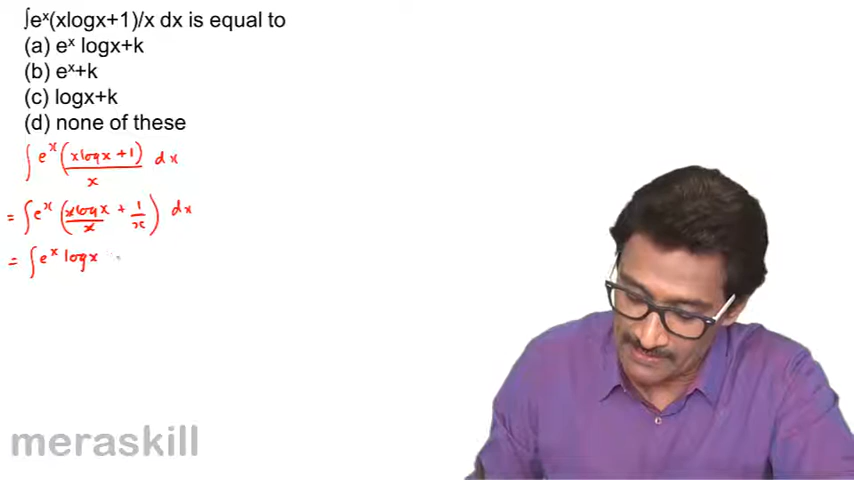 ∫eˣ(xlogx+1)/x dx is equal to
(a) eˣ logx+k
(b) eˣ+k
(c) logx+k
(d) none of these
∫ eˣ (xlogx+1)/x dx
= ∫ eˣ (xlogx/x + 1/x) dx
= ∫ eˣ logx
meraskill